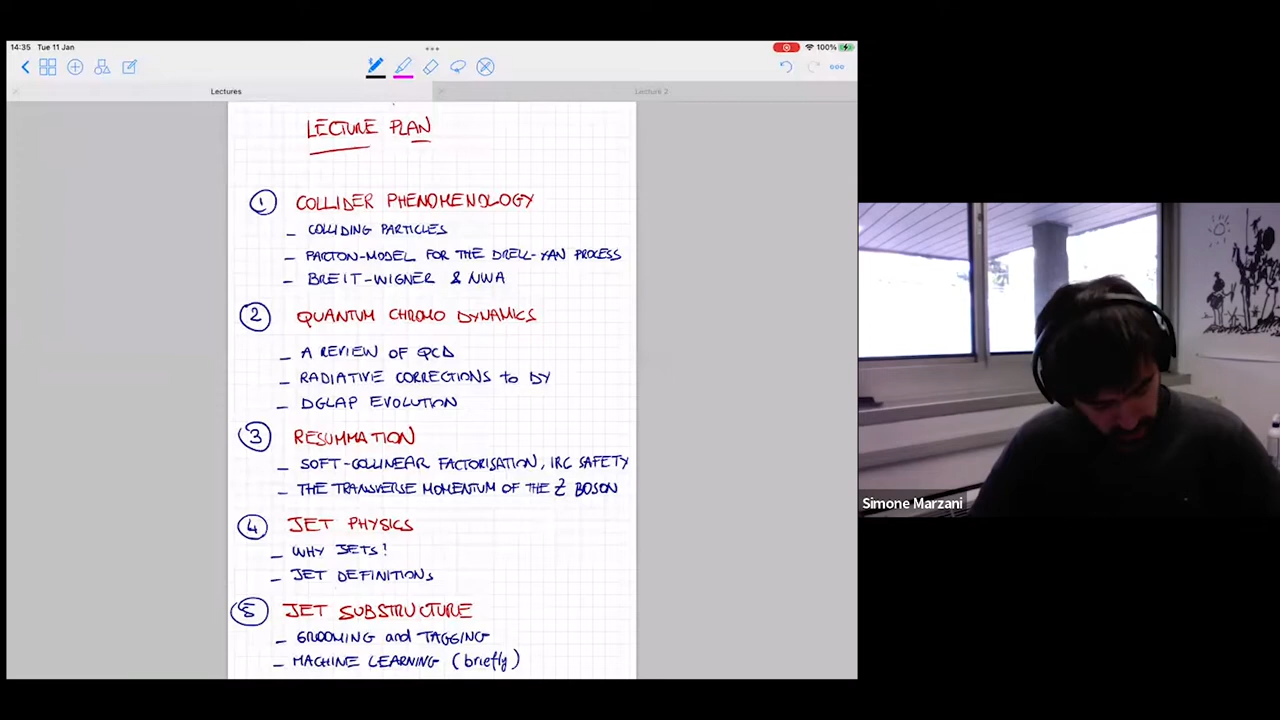 14:35 Tue 11 Jan
100%
Lectures
Lecture 2
LECTURE PLAN
1 COLLIDER PHENOMENOLOGY
- COLLIDING PARTICLES
- PARTON-MODEL FOR THE DRELL-YAN PROCESS
- BREIT-WIGNER & NWA
2 QUANTUM CHROMO DYNAMICS
- A REVIEW OF QCD
- RADIATIVE CORRECTIONS to DY
- DGLAP EVOLUTION
3 RESUMMATION
- SOFT-COLLINEAR FACTORISATION, IRC SAFETY
- THE TRANSVERSE MOMENTUM OF THE Z BOSON
4 JET PHYSICS
- WHY JETS?
- JET DEFINITIONS
5 JET SUBSTRUCTURE
- GROOMING and TAGGING
- MACHINE LEARNING (briefly)
Simone Marzani